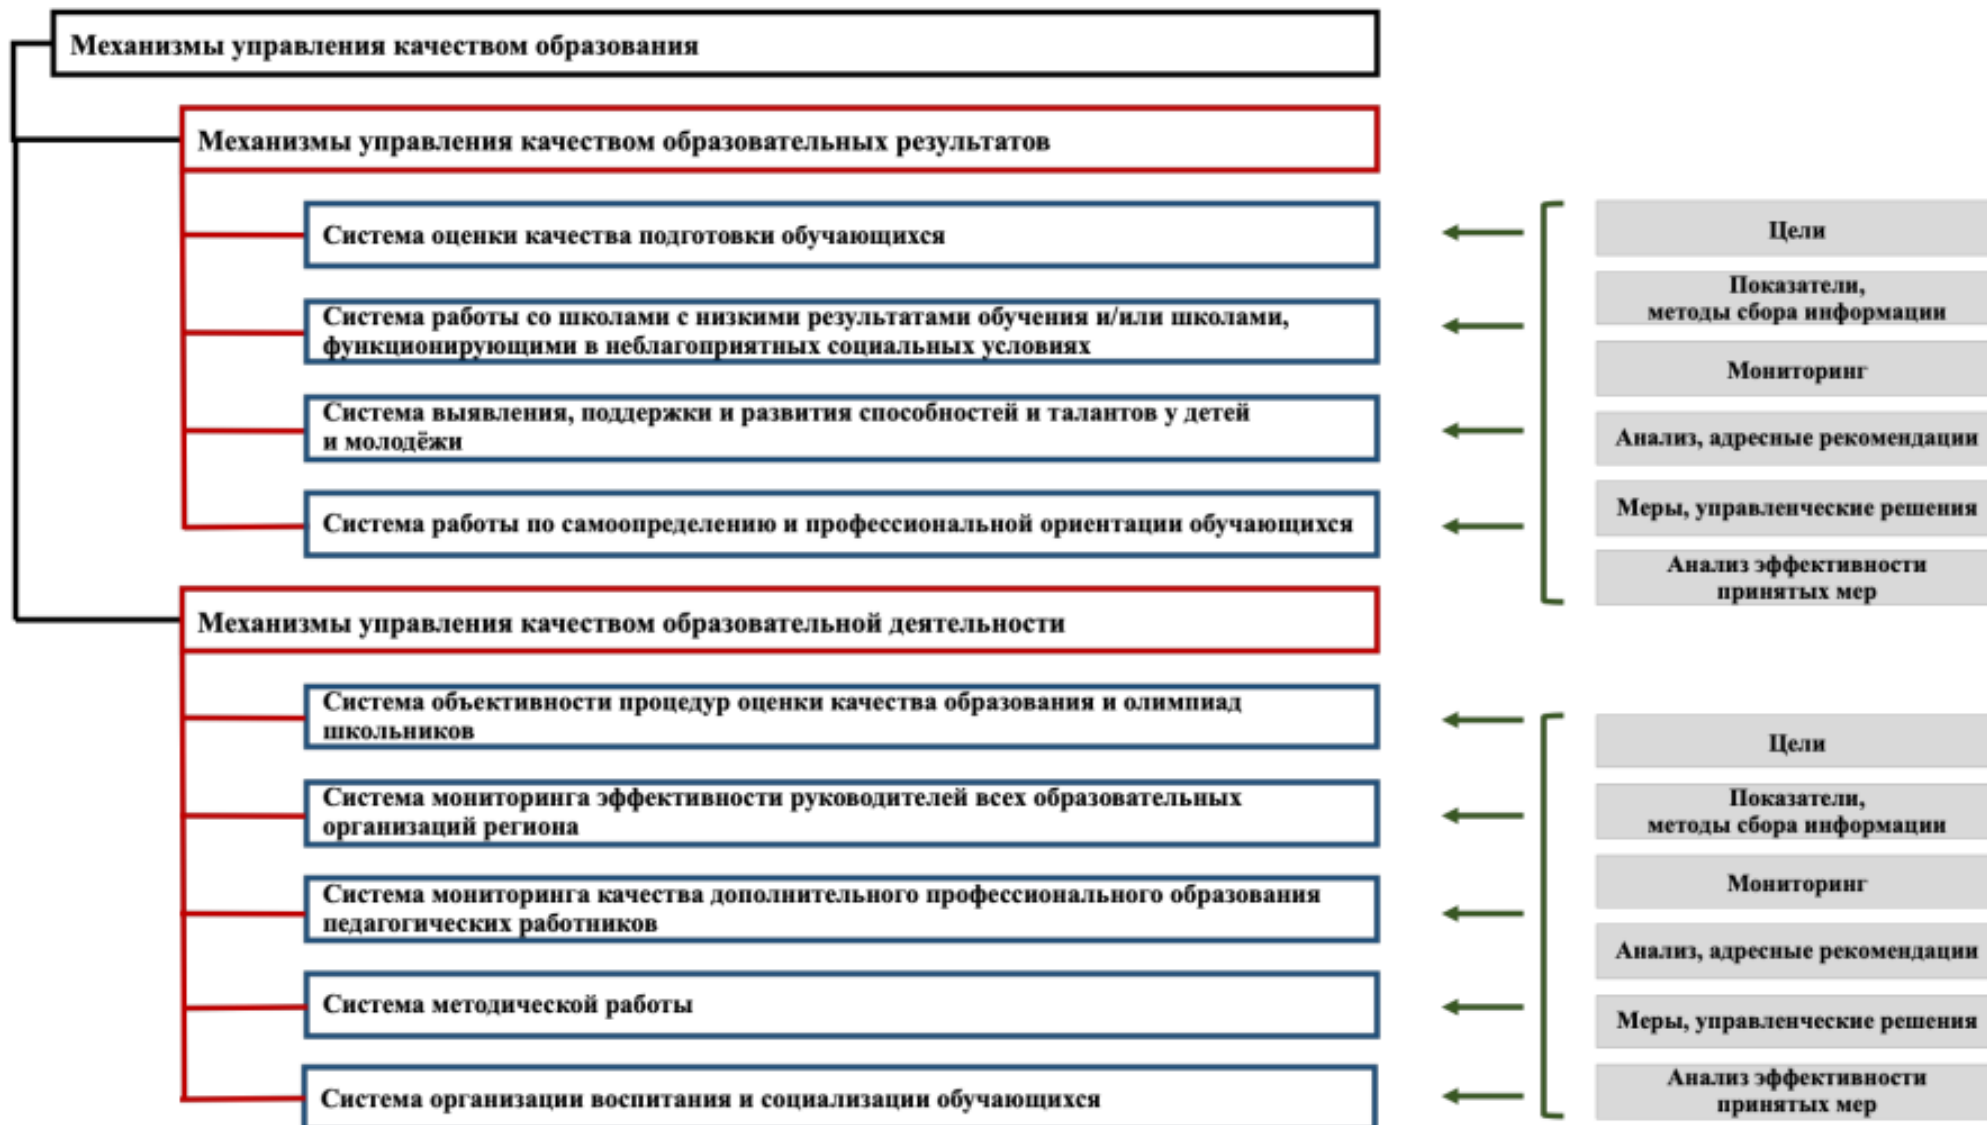 Механизмы управления качеством образования
Механизмы управления качеством образовательных результатов
Система оценки качества подготовки обучающихся
Система работы со школами с низкими результатами обучения и/или школами,
функционирующими в неблагоприятных социальных условиях
Система выявления, поддержки и развития способностей и талантов у детей
и молодёжи
Система работы по самоопределению и профессиональной ориентации обучающихся
Цели
Показатели,
методы сбора информации
Мониторинг
Анализ, адресные рекомендации
Меры, управленческие решения
Анализ эффективности
принятых мер
Механизмы управления качеством образовательной деятельности
Система объективности процедур оценки качества образования и олимпиад
школьников
Система мониторинга эффективности руководителей всех образовательных
организаций региона
Система мониторинга качества дополнительного профессионального образования
педагогических работников
Система методической работы
Система организации воспитания и социализации обучающихся
Цели
Показатели,
методы сбора информации
Мониторинг
Анализ, адресные рекомендации
Меры, управленческие решения
Анализ эффективности
принятых мер